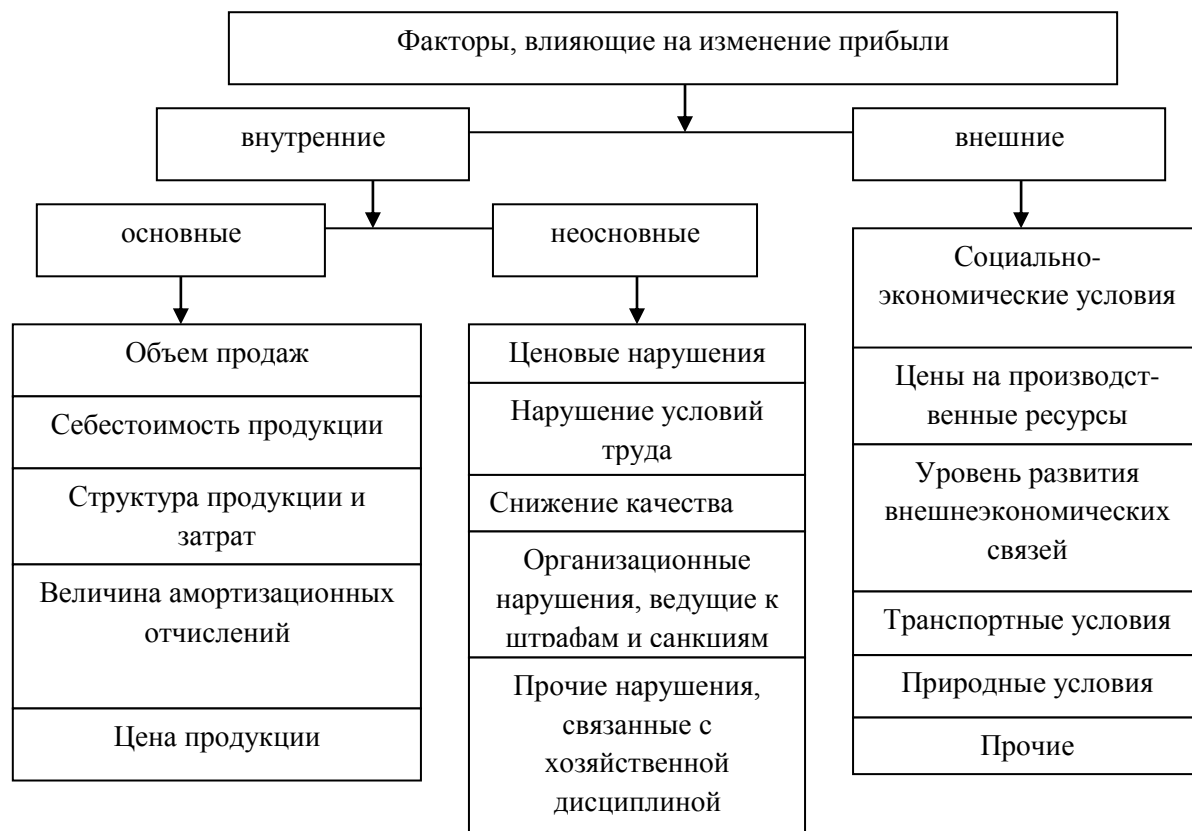 Факторы, влияющие на изменение прибыли
внутренние
внешние
основные
неосновные
Объем продаж
Себестоимость продукции
Структура продукции и
затрат
Величина амортизационных
отчислений
Цена продукции
Ценовые нарушения
Нарушение условий
труда
Снижение качества
Организационные
нарушения, ведущие к
штрафам и санкциям
Прочие нарушения,
связанные с
хозяйственной
дисциплиной
Социально-
экономические условия
Цены на производст-
венные ресурсы
Уровень развития
внешнеэкономических
связей
Транспортные условия
Природные условия
Прочие